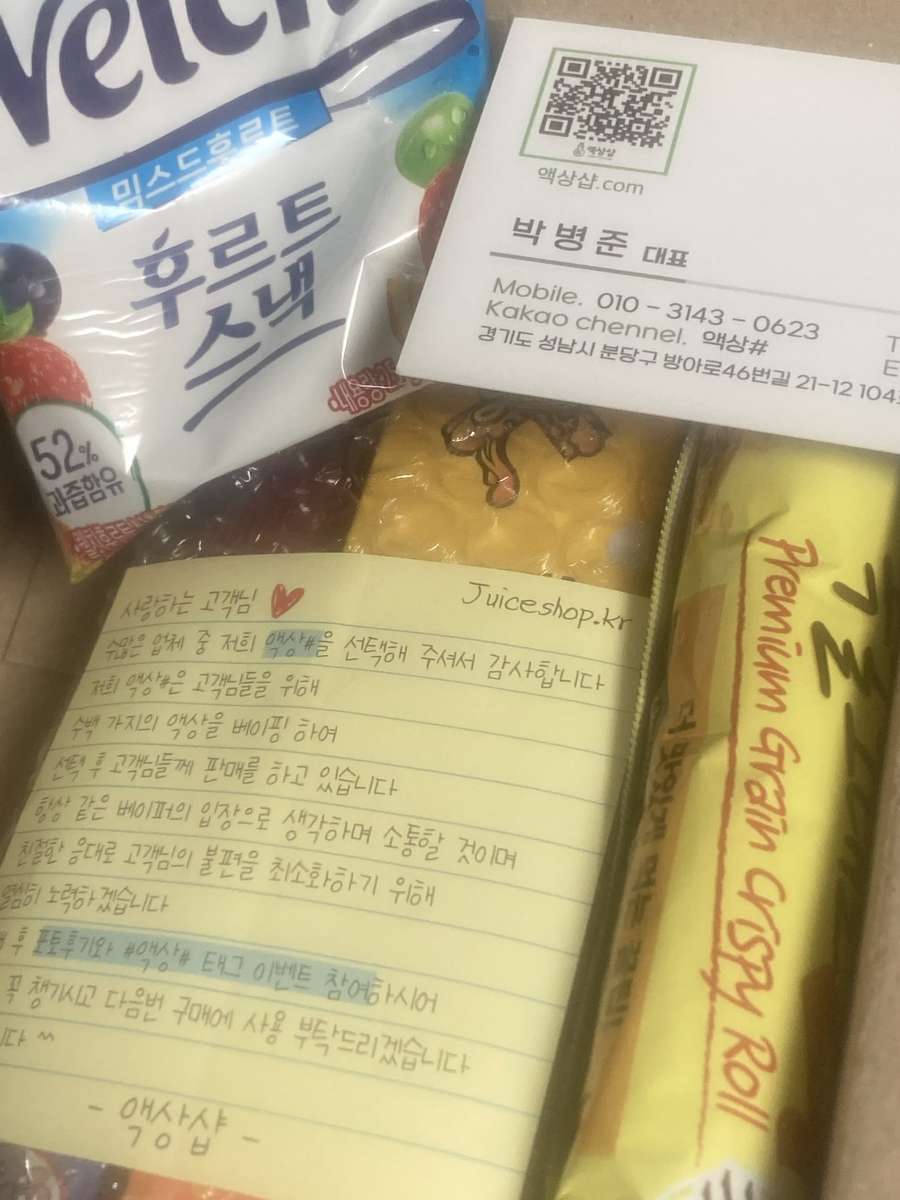 Welch
믹스드후르트
후르트
스낵
52%
과즙함유
액상샵
액상샵.com
박병준 대표
Mobile. 010 - 3143 - 0623
Kakao chennel. 액상#
경기도 성남시 분당구 방아로46번길 21-12 104
Juiceshop.kr
사랑하는 고객님
수많은 업체 중 저희 액상#을 선택해 주셔서 감사합니다
저희 액상#은 고객님들을 위해
수백 가지의 액상을 베이핑 하여
선택 후 고객님들께 판매를 하고 있습니다
항상 같은 베이퍼의 입장으로 생각하며 소통할 것이며
친절한 응대로 고객님의 불편을 최소화하기 위해
열심히 노력하겠습니다
후 포토후기와 #액상# 태그 이벤트 참여하시어
꼭 챙기시고 다음번 구매에 사용 부탁드리겠습니다
다 ^^
- 액상샵 -
Premium Grain Crispy Roll